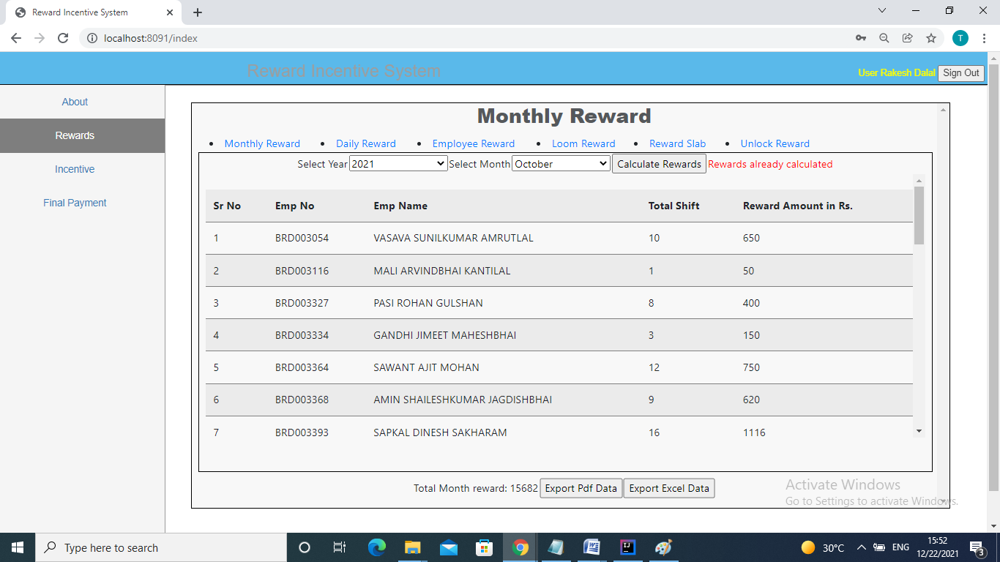 Reward Incentive System
localhost:8091/index
T
Reward Incentive System
User Rakesh Dalal Sign Out
About
Rewards
Incentive
Final Payment
Monthly Reward
• Monthly Reward • Daily Reward • Employee Reward • Loom Reward • Reward Slab • Unlock Reward
Select Year 2021 Select Month October Calculate Rewards Rewards already calculated
Sr No Emp No Emp Name Total Shift Reward Amount in Rs.
1 BRD003054 VASAVA SUNILKUMAR AMRUTLAL 10 650
2 BRD003116 MALI ARVINDBHAI KANTILAL 1 50
3 BRD003327 PASI ROHAN GULSHAN 8 400
4 BRD003334 GANDHI JIMEET MAHESHBHAI 3 150
5 BRD003364 SAWANT AJIT MOHAN 12 750
6 BRD003368 AMIN SHAILESHKUMAR JAGDISHBHAI 9 620
7 BRD003393 SAPKAL DINESH SAKHARAM 16 1116
Total Month reward: 15682 Export Pdf Data Export Excel Data
Activate Windows
Go to Settings to activate Windows.
Type here to search
30°C ENG
15:52
12/22/2021
3